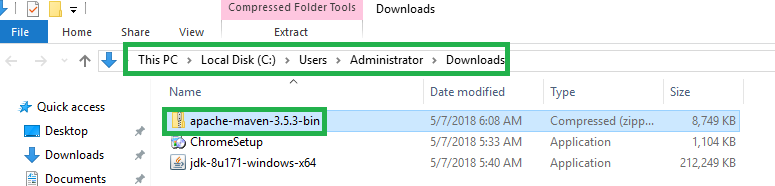 Compressed Folder Tools Downloads
File Home Share View Extract
This PC > Local Disk (C:) > Users > Administrator > Downloads
Name Date modified Type Size
Quick access
apache-maven-3.5.3-bin 5/7/2018 6:08 AM Compressed (zipp... 8,749 KB
Desktop
ChromeSetup 5/7/2018 5:33 AM Application 1,104 KB
Downloads
jdk-8u171-windows-x64 5/7/2018 5:40 AM Application 212,249 KB
Documents